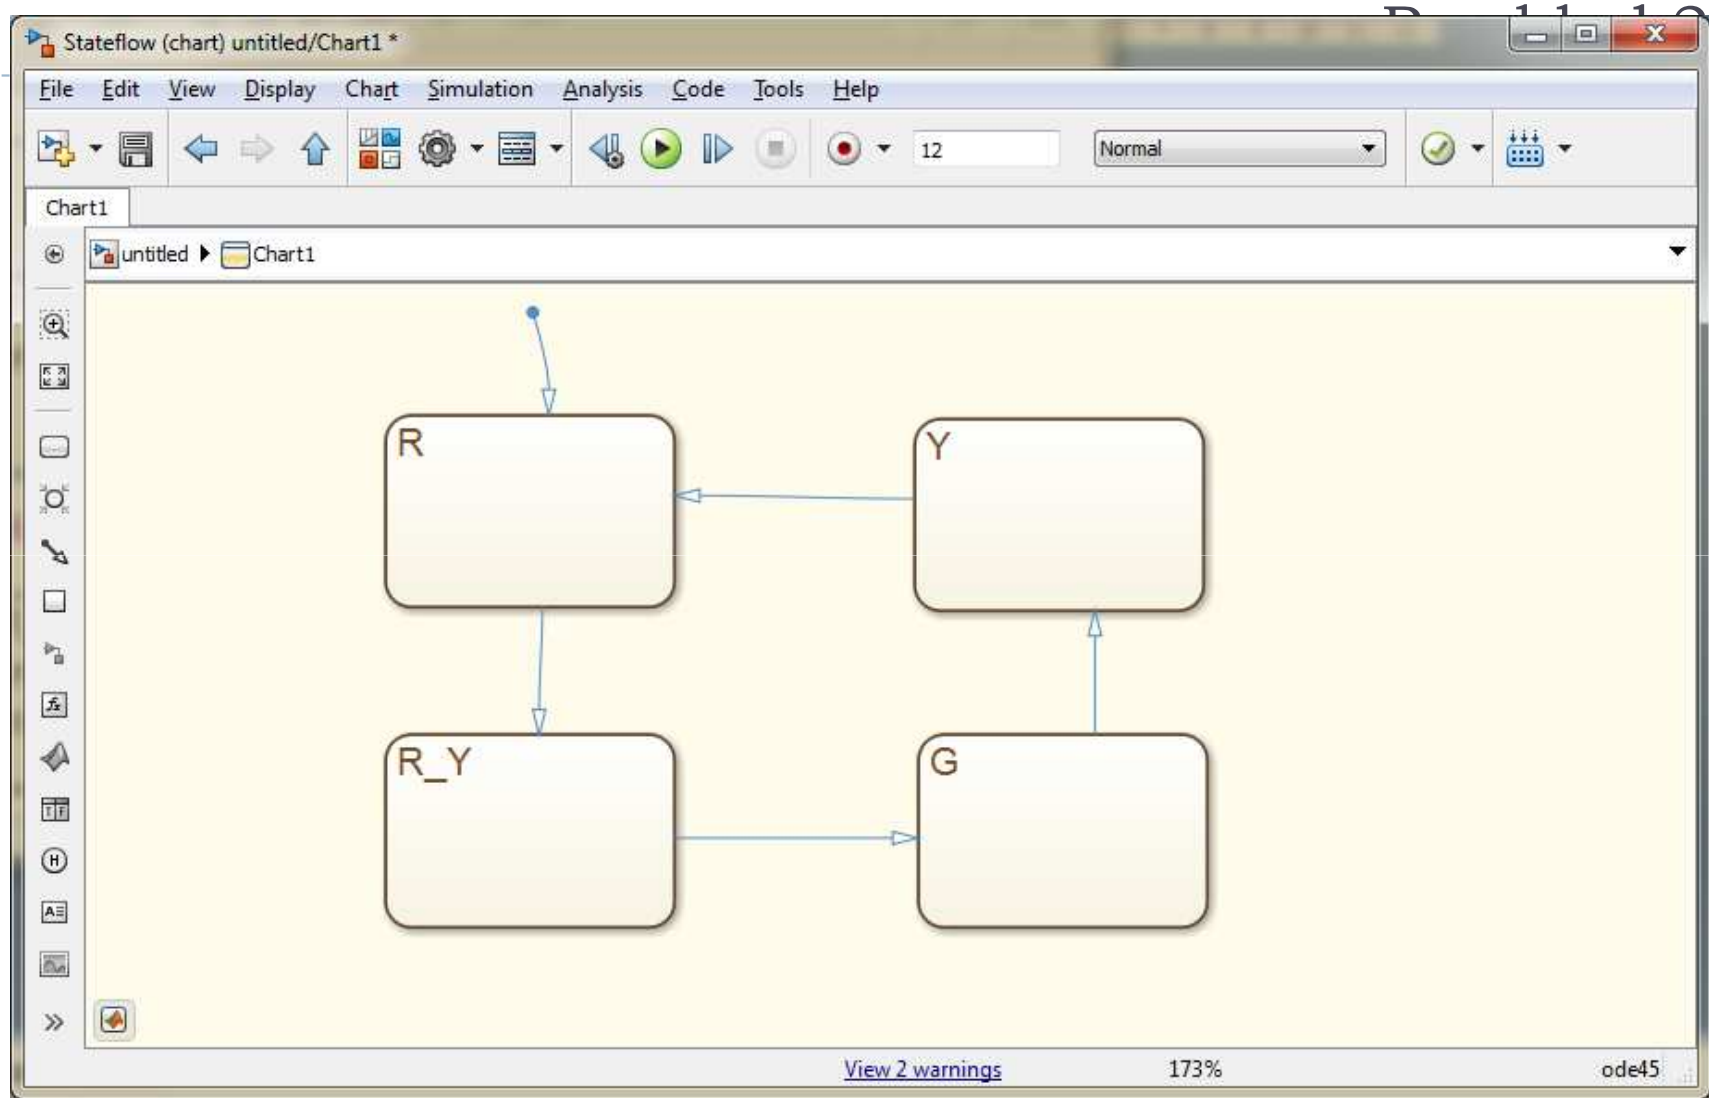 Stateflow (chart) untitled/Chart1 *
File Edit View Display Chart Simulation Analysis Code Tools Help
12 Normal
Chart1
untitled Chart1
R
Y
R_Y
G
View 2 warnings 173% ode45